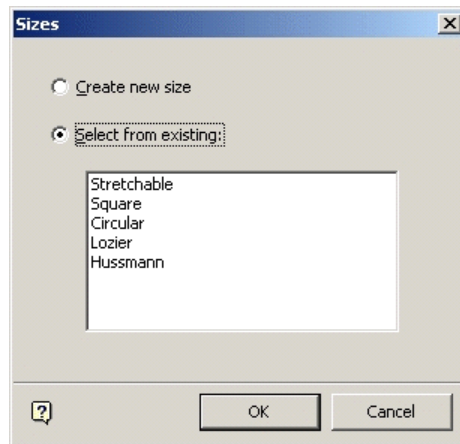 Sizes
Create new size
Select from existing:
Stretchable
Square
Circular
Lozier
Hussmann
?
OK
Cancel